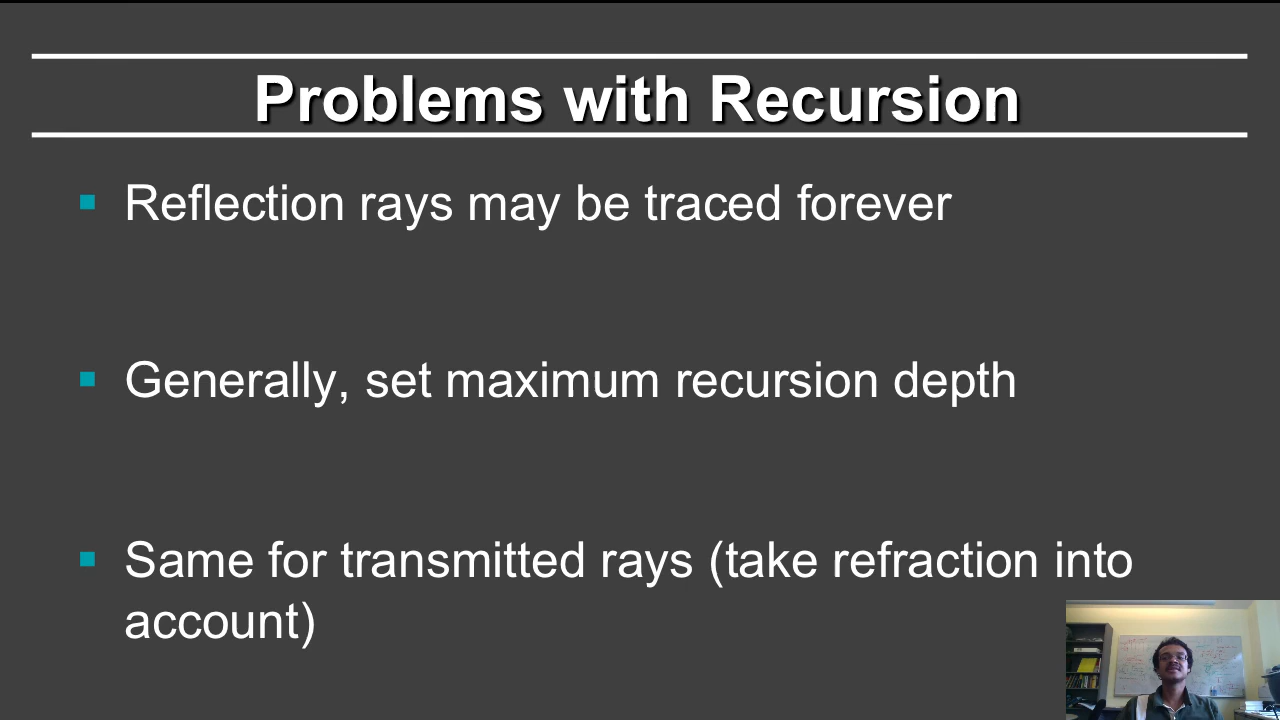 Problems with Recursion
Reflection rays may be traced forever
Generally, set maximum recursion depth
Same for transmitted rays (take refraction into
account)